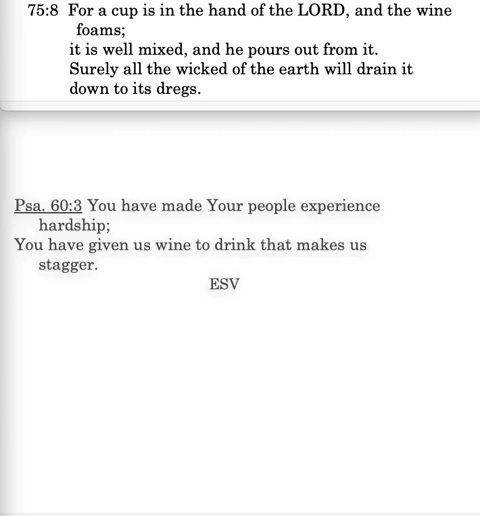 75:8 For a cup is in the hand of the LORD, and the wine
foams;
it is well mixed, and he pours out from it.
Surely all the wicked of the earth will drain it
down to its dregs.
Psa. 60:3 You have made Your people experience
hardship;
You have given us wine to drink that makes us
stagger.
ESV